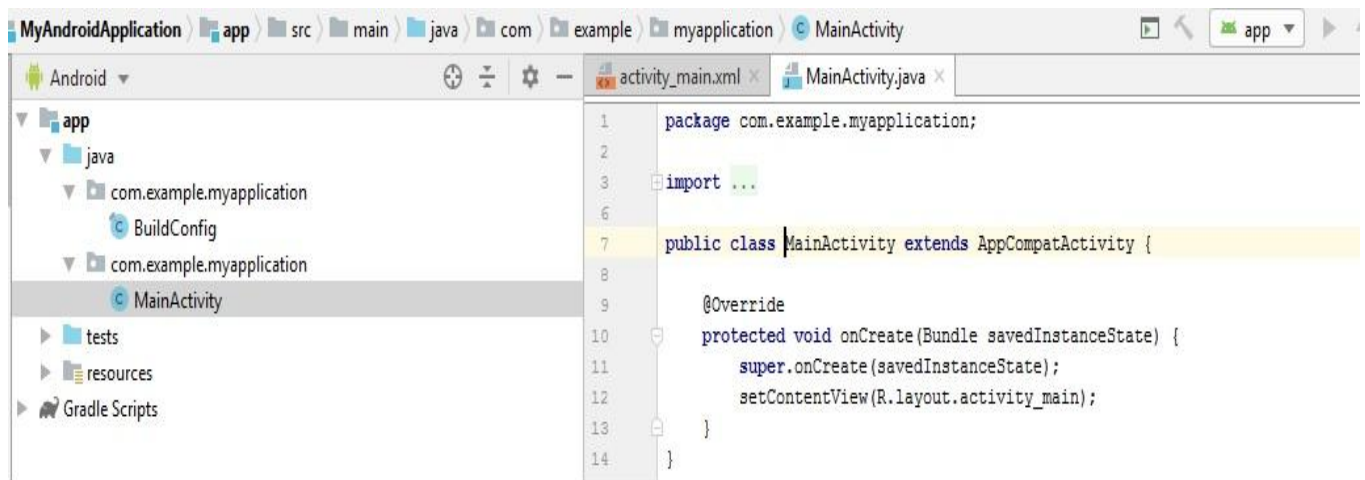 MyAndroidApplication app src main java com example myapplication MainActivity app
Android
activity_main.xml MainActivity.java
app
java
com.example.myapplication
BuildConfig
com.example.myapplication
MainActivity
tests
resources
Gradle Scripts
1 package com.example.myapplication;
2
3 import ...
6
7 public class MainActivity extends AppCompatActivity {
8
9 @Override
10 protected void onCreate(Bundle savedInstanceState) {
11 super.onCreate(savedInstanceState);
12 setContentView(R.layout.activity_main);
13 }
14 }